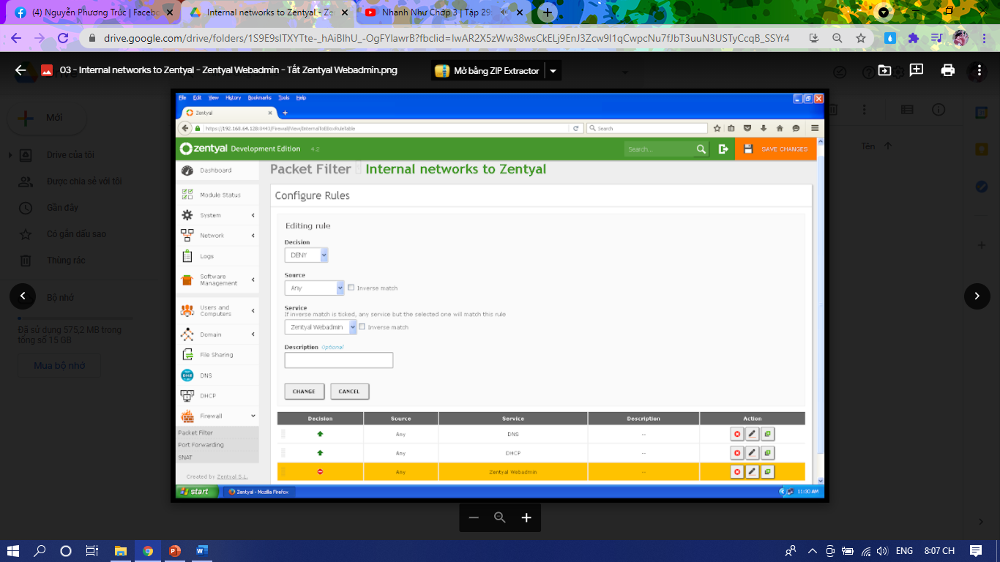 (4) Nguyễn Phương Trúc | Facebo
Internal networks to Zentyal - Ze
Nhanh Như Chớp 3 | Tập 29
drive.google.com/drive/folders/
03 - Internal networks to Zentyal - Zentyal Webadmin - Tắt Zentyal Webadmin.png
Mở bằng ZIP Extractor
Mới
Drive của tôi
Được chia sẻ với tôi
Gần đây
Có gắn dấu sao
Thùng rác
Bộ nhớ
Đã sử dụng 575,2 MB trong
tổng số 15 GB
Mua bộ nhớ
Tên
File Edit View History Bookmarks Tools Help
Zentyal
https://192.168.64.128:8443/Firewall/View/InternalToEBoxRuleTable
Search
zentyal Development Edition 4.2
Search...
SAVE CHANGES
Dashboard
Module Status
System
Network
Logs
Software
Management
Users and
Computers
Domain
File Sharing
DNS
DHCP
Firewall
Packet Filter
Port Forwarding
SNAT
Created by Zentyal S.L.
Packet Filter Internal networks to Zentyal
Configure Rules
Editing rule
Decision
DENY
Source
Any Inverse match
Service
If inverse match is ticked, any service but the selected one will match this rule
Zentyal Webadmin Inverse match
Description Optional
CHANGE CANCEL
Decision Source Service Description Action
Any DNS --
Any DHCP --
Any Zentyal Webadmin --
start
Zentyal - Mozilla Firefox
11:30 AM
ENG
8:07 CH